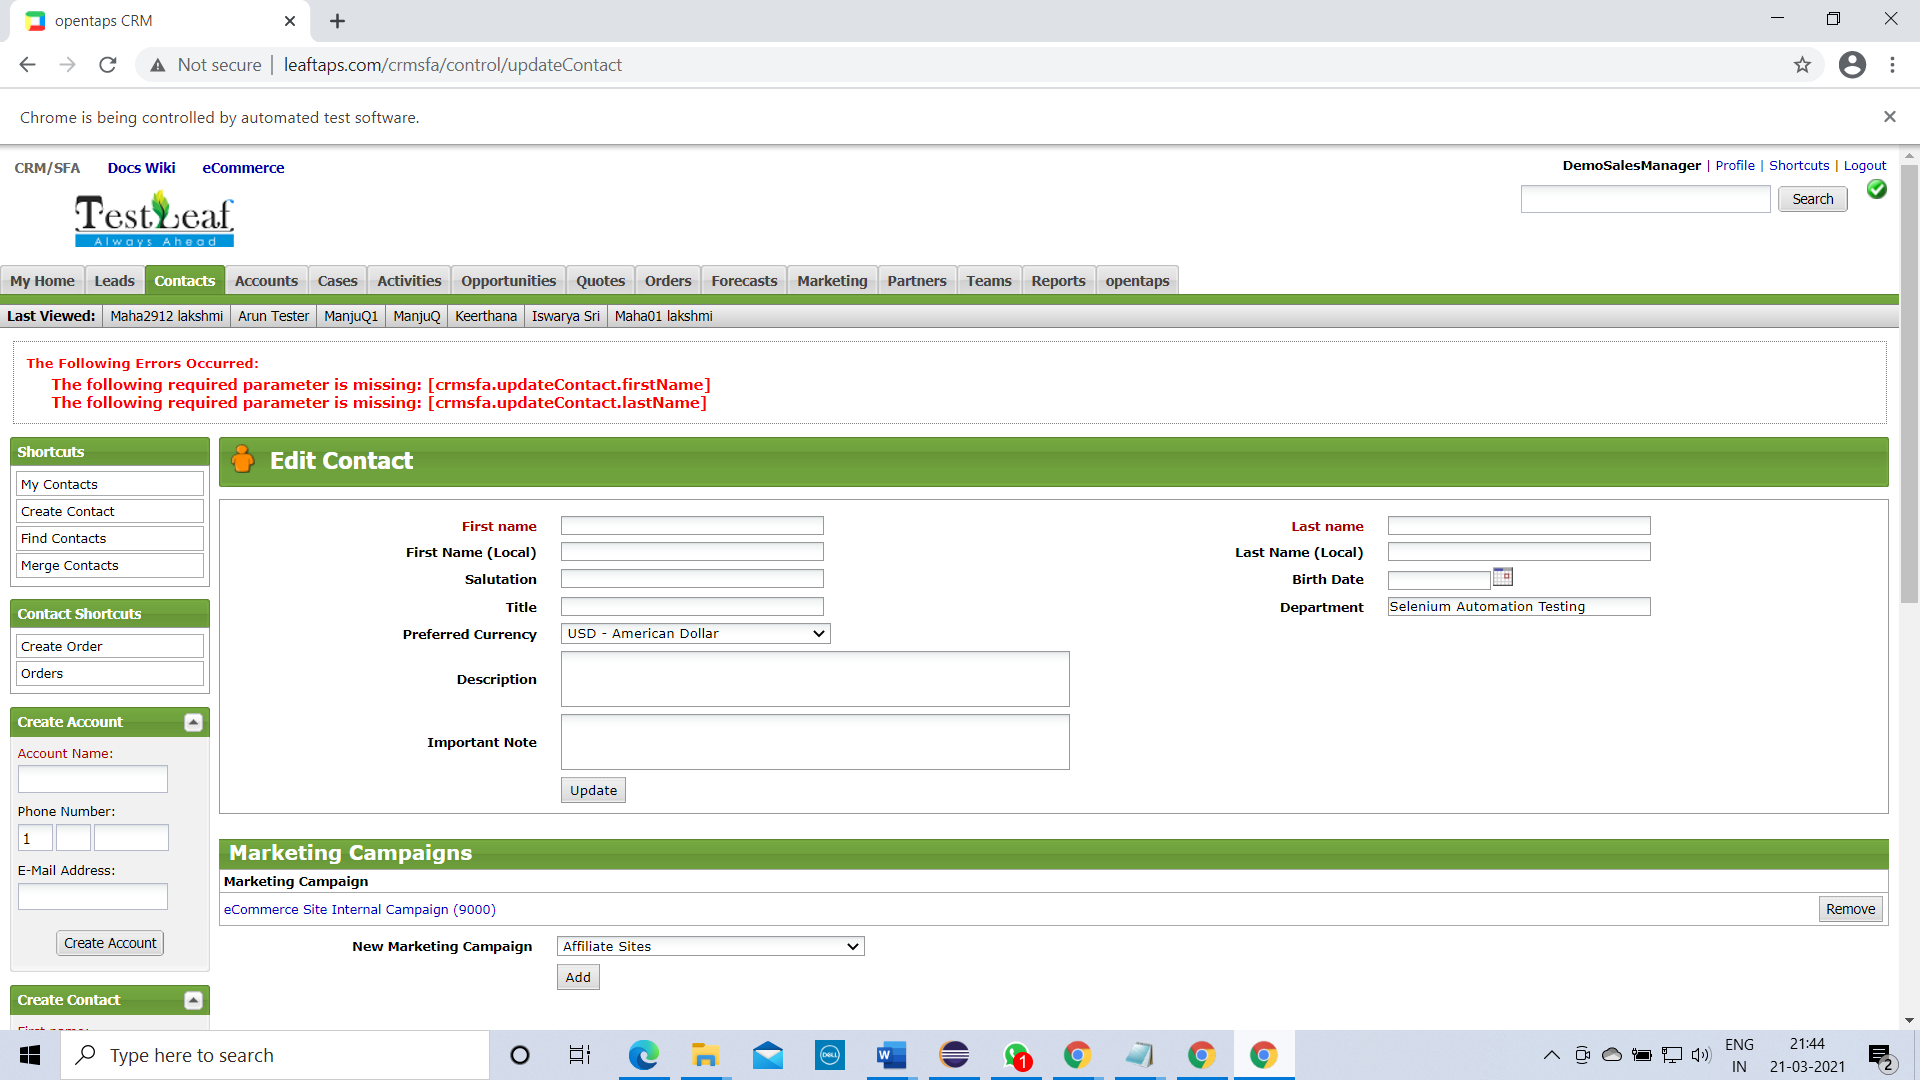 opentaps CRM
Not secure | leaftaps.com/crmsfa/control/updateContact
Chrome is being controlled by automated test software.
CRM/SFA Docs Wiki eCommerce
DemoSalesManager | Profile | Shortcuts | Logout
TestLeaf
Always Ahead
Search
My Home Leads Contacts Accounts Cases Activities Opportunities Quotes Orders Forecasts Marketing Partners Teams Reports opentaps
Last Viewed: Maha2912 lakshmi Arun Tester ManjuQ1 ManjuQ Keerthana Iswarya Sri Maha01 lakshmi
The Following Errors Occurred:
The following required parameter is missing: [crmsfa.updateContact.firstName]
The following required parameter is missing: [crmsfa.updateContact.lastName]
Shortcuts
My Contacts
Create Contact
Find Contacts
Merge Contacts
Contact Shortcuts
Create Order
Orders
Create Account
Account Name:
Phone Number:
1
E-Mail Address:
Create Account
Create Contact
Edit Contact
First name
Last name
First Name (Local)
Last Name (Local)
Salutation
Birth Date
Title
Department Selenium Automation Testing
Preferred Currency USD - American Dollar
Description
Important Note
Update
Marketing Campaigns
Marketing Campaign
eCommerce Site Internal Campaign (9000) Remove
New Marketing Campaign Affiliate Sites
Add
Type here to search
DELL
W
1
ENG
IN
21:44
21-03-2021
2